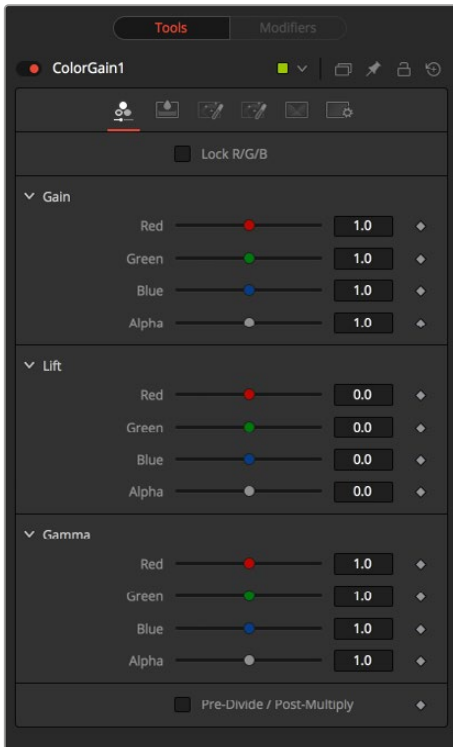 Tools Modifiers
ColorGain1
Lock R/G/B
Gain
Red 1.0
Green 1.0
Blue 1.0
Alpha 1.0
Lift
Red 0.0
Green 0.0
Blue 0.0
Alpha 0.0
Gamma
Red 1.0
Green 1.0
Blue 1.0
Alpha 1.0
Pre-Divide / Post-Multiply